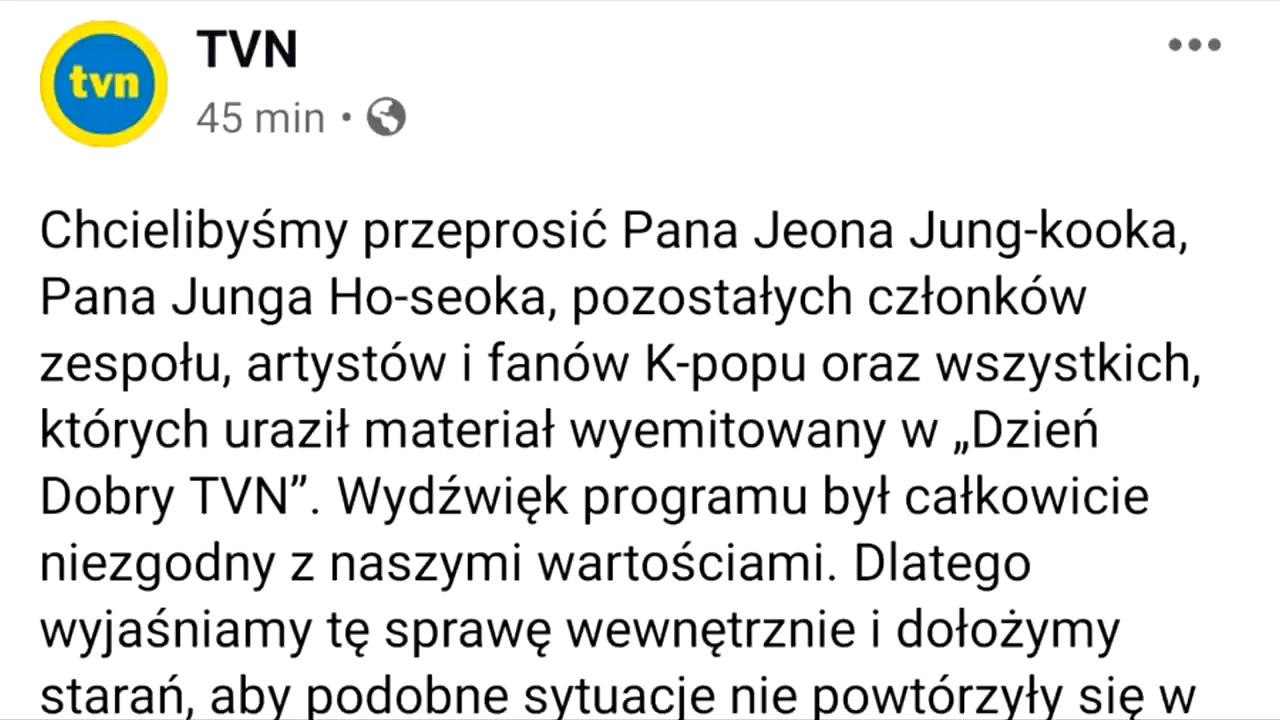 tvn
TVN
45 min •
Chcielibyśmy przeprosić Pana Jeona Jung-kooka,
Pana Junga Ho-seoka, pozostałych członków
zespołu, artystów i fanów K-popu oraz wszystkich,
których uraził materiał wyemitowany w „Dzień
Dobry TVN”. Wydźwięk programu był całkowicie
niezgodny z naszymi wartościami. Dlatego
wyjaśniamy tę sprawę wewnętrznie i dołożymy
starań, aby podobne sytuacje nie powtórzyły się w